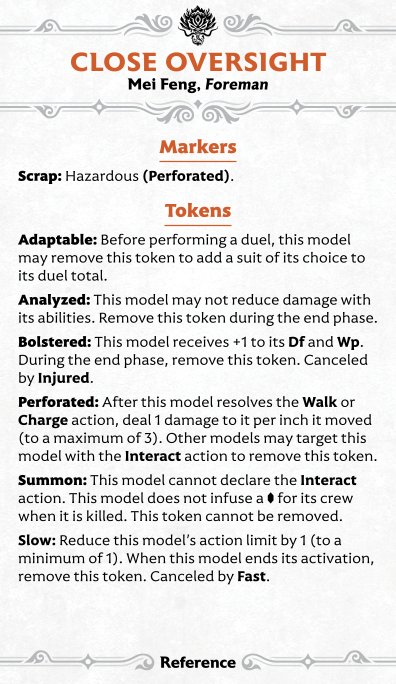 CLOSE OVERSIGHT
Mei Feng, Foreman
Markers
Scrap: Hazardous (Perforated).
Tokens
Adaptable: Before performing a duel, this model
may remove this token to add a suit of its choice to
its duel total.
Analyzed: This model may not reduce damage with
its abilities. Remove this token during the end phase.
Bolstered: This model receives +1 to its Df and Wp.
During the end phase, remove this token. Canceled
by Injured.
Perforated: After this model resolves the Walk or
Charge action, deal 1 damage to it per inch it moved
(to a maximum of 3). Other models may target this
model with the Interact action to remove this token.
Summon: This model cannot declare the Interact
action. This model does not infuse a for its crew
when it is killed. This token cannot be removed.
Slow: Reduce this model's action limit by 1 (to a
minimum of 1). When this model ends its activation,
remove this token. Canceled by Fast.
Reference